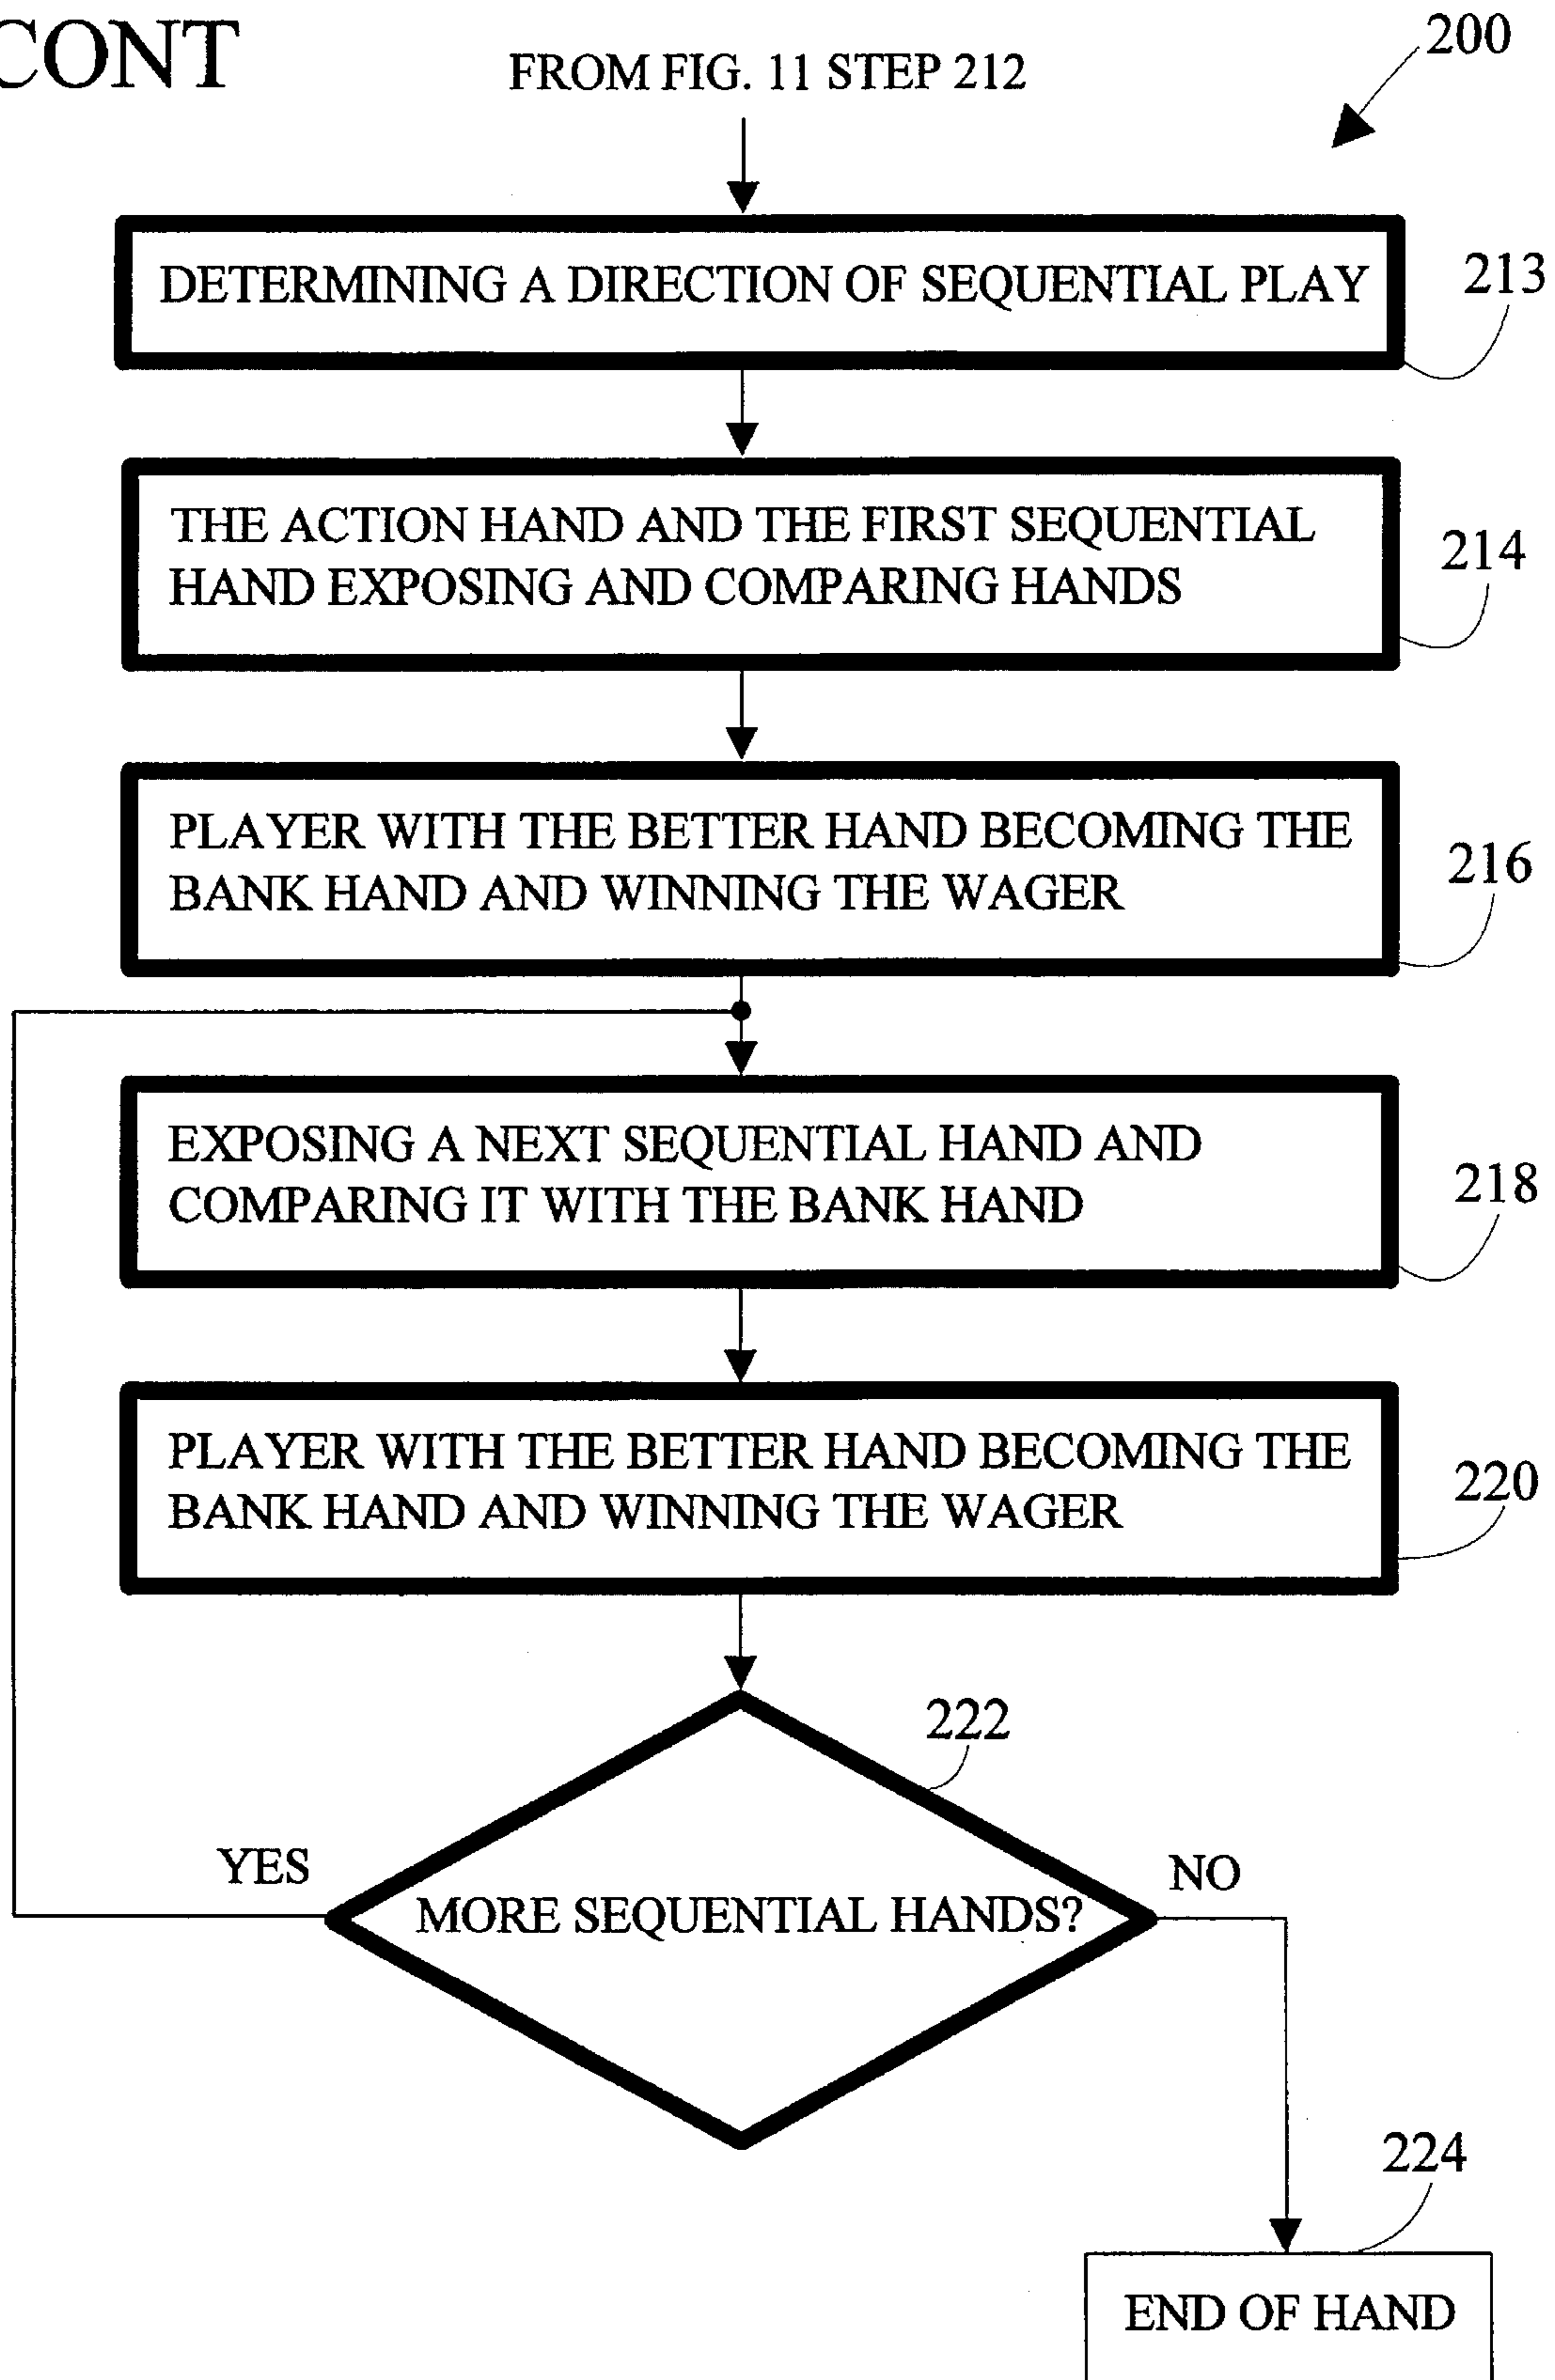 CONT
FROM FIG. 11 STEP 212
200
DETERMINING A DIRECTION OF SEQUENTIAL PLAY
213
THE ACTION HAND AND THE FIRST SEQUENTIAL
HAND EXPOSING AND COMPARING HANDS
214
PLAYER WITH THE BETTER HAND BECOMING THE
BANK HAND AND WINNING THE WAGER
216
EXPOSING A NEXT SEQUENTIAL HAND AND
COMPARING IT WITH THE BANK HAND
218
PLAYER WITH THE BETTER HAND BECOMING THE
BANK HAND AND WINNING THE WAGER
220
222
YES
NO
MORE SEQUENTIAL HANDS?
224
END OF HAND